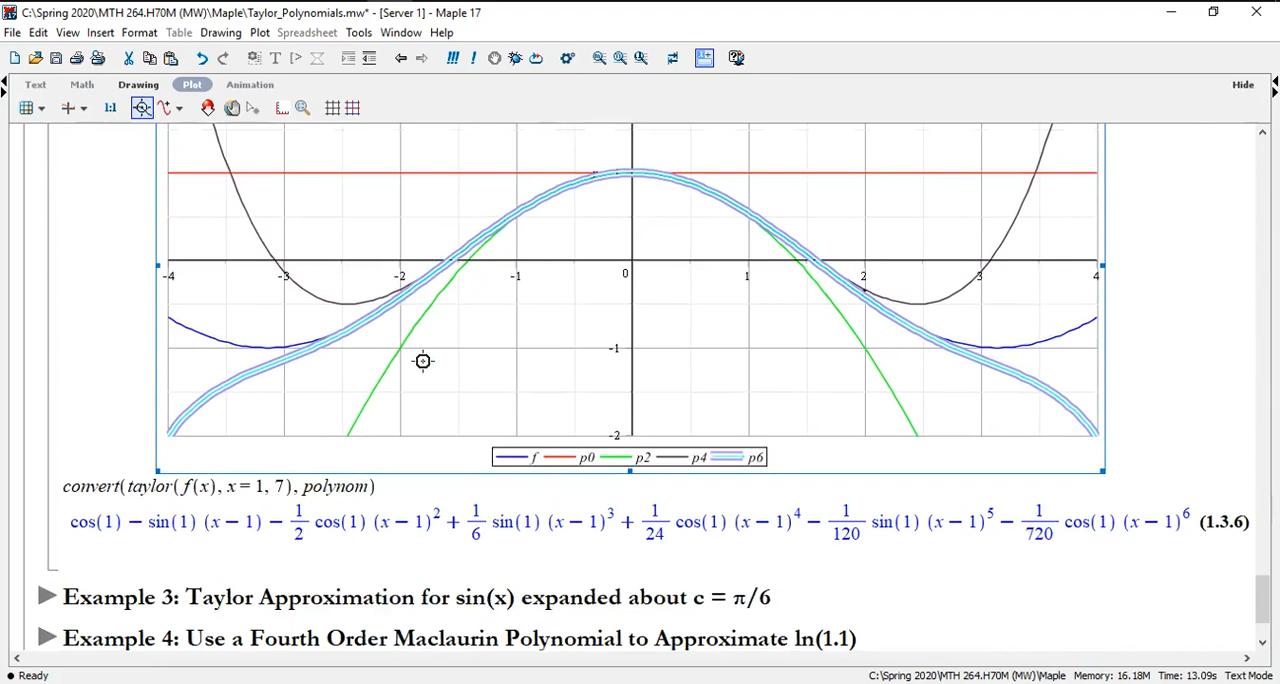 C:\Spring 2020\MTH 264.H70M (MW)\Maple\Taylor_Polynomials.mw* - [Server 1] - Maple 17
File Edit View Insert Format Table Drawing Plot Spreadsheet Tools Window Help
Text Math Drawing Plot Animation Hide
1:1
-4 -3 -2 -1 0 1 2 3 4
-1
-2
f p0 p2 p4 p6
convert(taylor(f(x), x = 1, 7), polynom)
cos(1) − sin(1) (x − 1) − 1/2 cos(1) (x − 1)^2 + 1/6 sin(1) (x − 1)^3 + 1/24 cos(1) (x − 1)^4 − 1/120 sin(1) (x − 1)^5 − 1/720 cos(1) (x − 1)^6 (1.3.6)
Example 3: Taylor Approximation for sin(x) expanded about c = π/6
Example 4: Use a Fourth Order Maclaurin Polynomial to Approximate ln(1.1)
Ready C:\Spring 2020\MTH 264.H70M (MW)\Maple Memory: 16.18M Time: 13.09s Text Mode